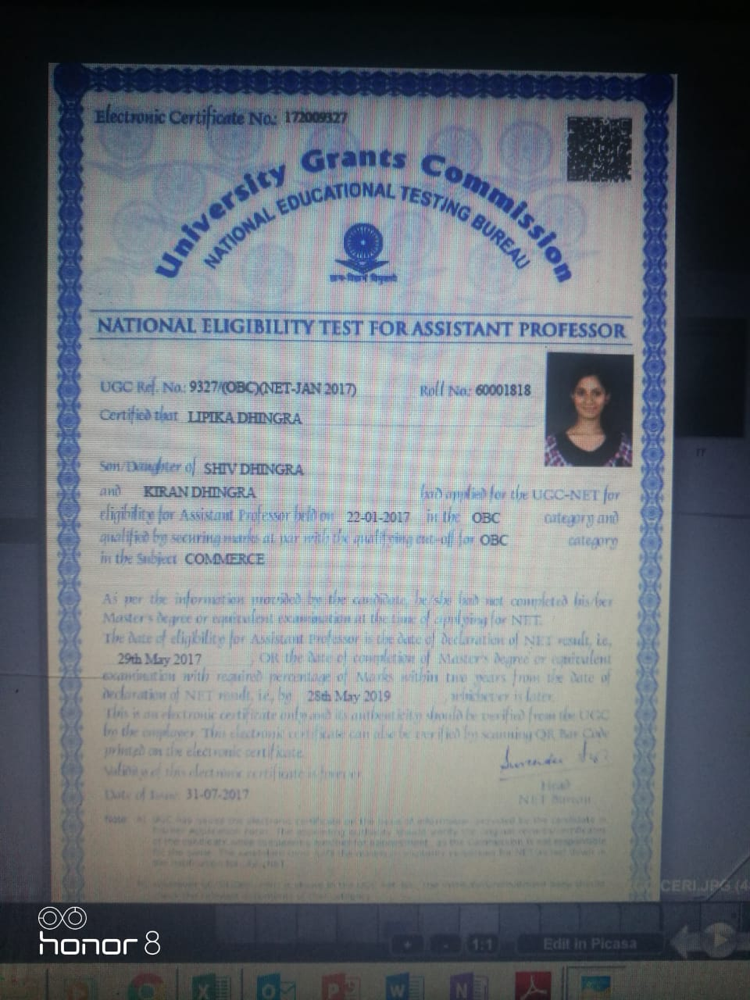 Electronic Certificate No.: 172009327
University Grants Commission
NATIONAL EDUCATIONAL TESTING BUREAU
NATIONAL ELIGIBILITY TEST FOR ASSISTANT PROFESSOR
UGC Ref. No.: 9327/(OBC)(NET-JAN 2017) Roll No.: 60001818
Certified that LIPIKA DHINGRA
Son/Daughter of SHIV DHINGRA
and KIRAN DHINGRA had applied for the UGC-NET for
eligibility for Assistant Professor held on 22-01-2017 in the OBC category and
qualified by securing marks at par with the qualifying cut-off for OBC category
in the Subject COMMERCE
As per the information provided by the candidate, he/she had not completed his/her
Master's degree or equivalent examination at the time of applying for NET.
The date of eligibility for Assistant Professor is the date of declaration of NET result, i.e.,
29th May 2017 , OR the date of completion of Master's degree or equivalent
examination with required percentage of Marks within two years from the date of
declaration of NET result, i.e., by 28th May 2019 , whichever is later.
This is an electronic certificate only and its authenticity should be verified from the UGC
by the employer. This electronic certificate can also be verified by scanning QR Bar Code
printed on the electronic certificate.
Validity of this electronic certificate is forever.
Date of Issue: 31-07-2017
Head
NET Bureau
CERI.JPG (4
honor 8
+ - 1:1 Edit in Picasa